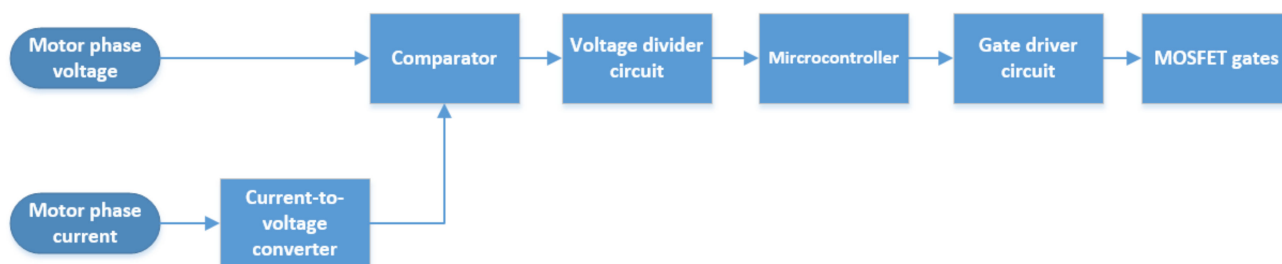 Motor phase
voltage
Comparator
Voltage divider
circuit
Mircrocontroller
Gate driver
circuit
MOSFET gates
Motor phase
current
Current-to-
voltage
converter